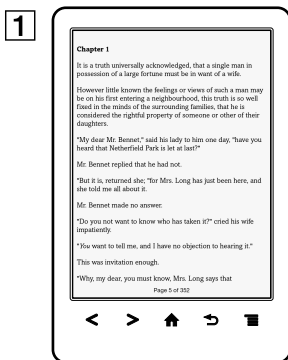 1
Chapter 1
It is a truth universally acknowledged, that a single man in
possession of a large fortune must be in want of a wife.
However little known the feelings or views of such a man may
be on his first entering a neighbourhood, this truth is so well
fixed in the minds of the surrounding families, that he is
considered the rightful property of someone or other of their
daughters.
"My dear Mr. Bennet," said his lady to him one day, "have you
heard that Netherfield Park is let at last?"
Mr. Bennet replied that he had not.
"But it is, returned she; "for Mrs. Long has just been here, and
she told me all about it.
Mr. Bennet made no answer.
"Do you not want to know who has taken it?" cried his wife
impatiently.
"You want to tell me, and I have no objection to hearing it."
This was invitation enough.
"Why, my dear, you must know, Mrs. Long says that
Page 5 of 352